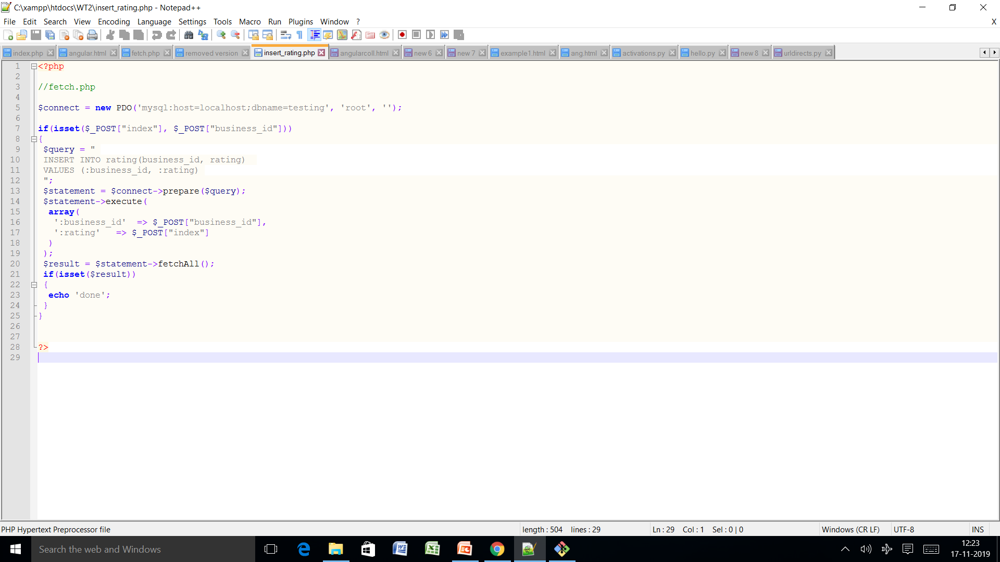 C:\xampp\htdocs\WT2\insert_rating.php - Notepad++
File Edit Search View Encoding Language Settings Tools Macro Run Plugins Window ? X
index.php angular.html fetch.php removed version insert_rating.php angularcoll.html new 6 new 7 example1.html ang.html activations.py hello.py new 8 urldirects.py
1 <?php
2
3 //fetch.php
4
5 $connect = new PDO('mysql:host=localhost;dbname=testing', 'root', '');
6
7 if(isset($_POST["index"], $_POST["business_id"]))
8 {
9 $query = "
10 INSERT INTO rating(business_id, rating)
11 VALUES (:business_id, :rating)
12 ";
13 $statement = $connect->prepare($query);
14 $statement->execute(
15 array(
16 ':business_id'  => $_POST["business_id"],
17 ':rating'   => $_POST["index"]
18 )
19 );
20 $result = $statement->fetchAll();
21 if(isset($result))
22 {
23 echo 'done';
24 }
25 }
26
27
28 ?>
29
PHP Hypertext Preprocessor file length : 504 lines : 29 Ln : 29 Col : 1 Sel : 0 | 0 Windows (CR LF) UTF-8 INS
Search the web and Windows 12:23
17-11-2019